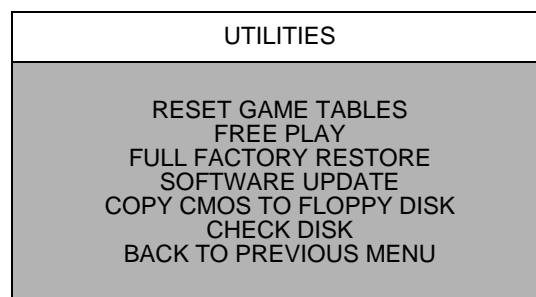 UTILITIES
RESET GAME TABLES
FREE PLAY
FULL FACTORY RESTORE
SOFTWARE UPDATE
COPY CMOS TO FLOPPY DISK
CHECK DISK
BACK TO PREVIOUS MENU